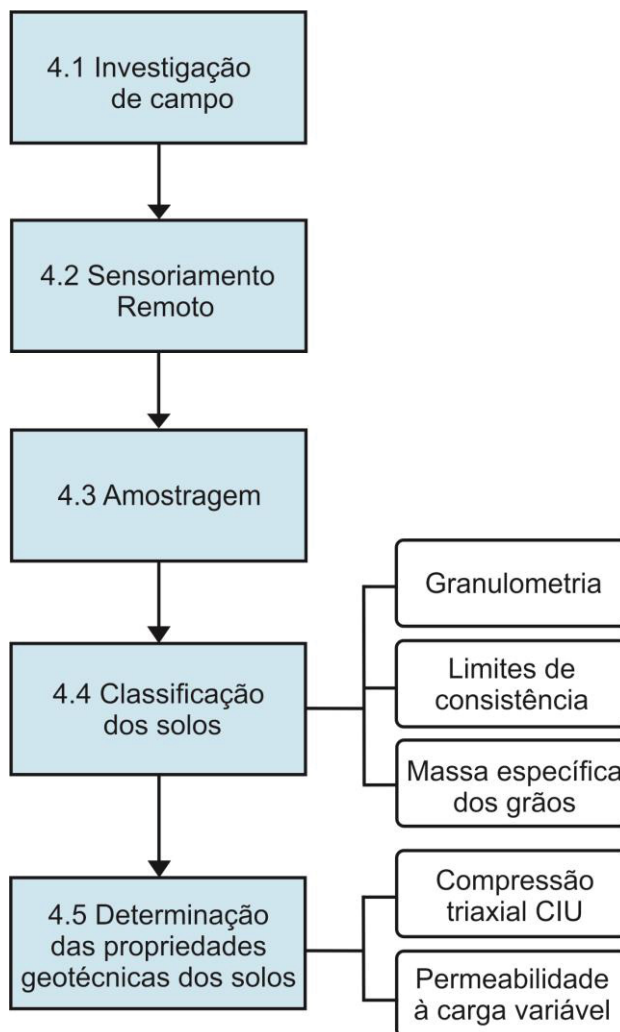 4.1 Investigação
de campo
4.2 Sensoriamento
Remoto
4.3 Amostragem
4.4 Classificação
dos solos
Granulometria
Limites de
consistência
Massa específica
dos grãos
4.5 Determinação
das propriedades
geotécnicas dos solos
Compressão
triaxial CIU
Permeabilidade
à carga variável